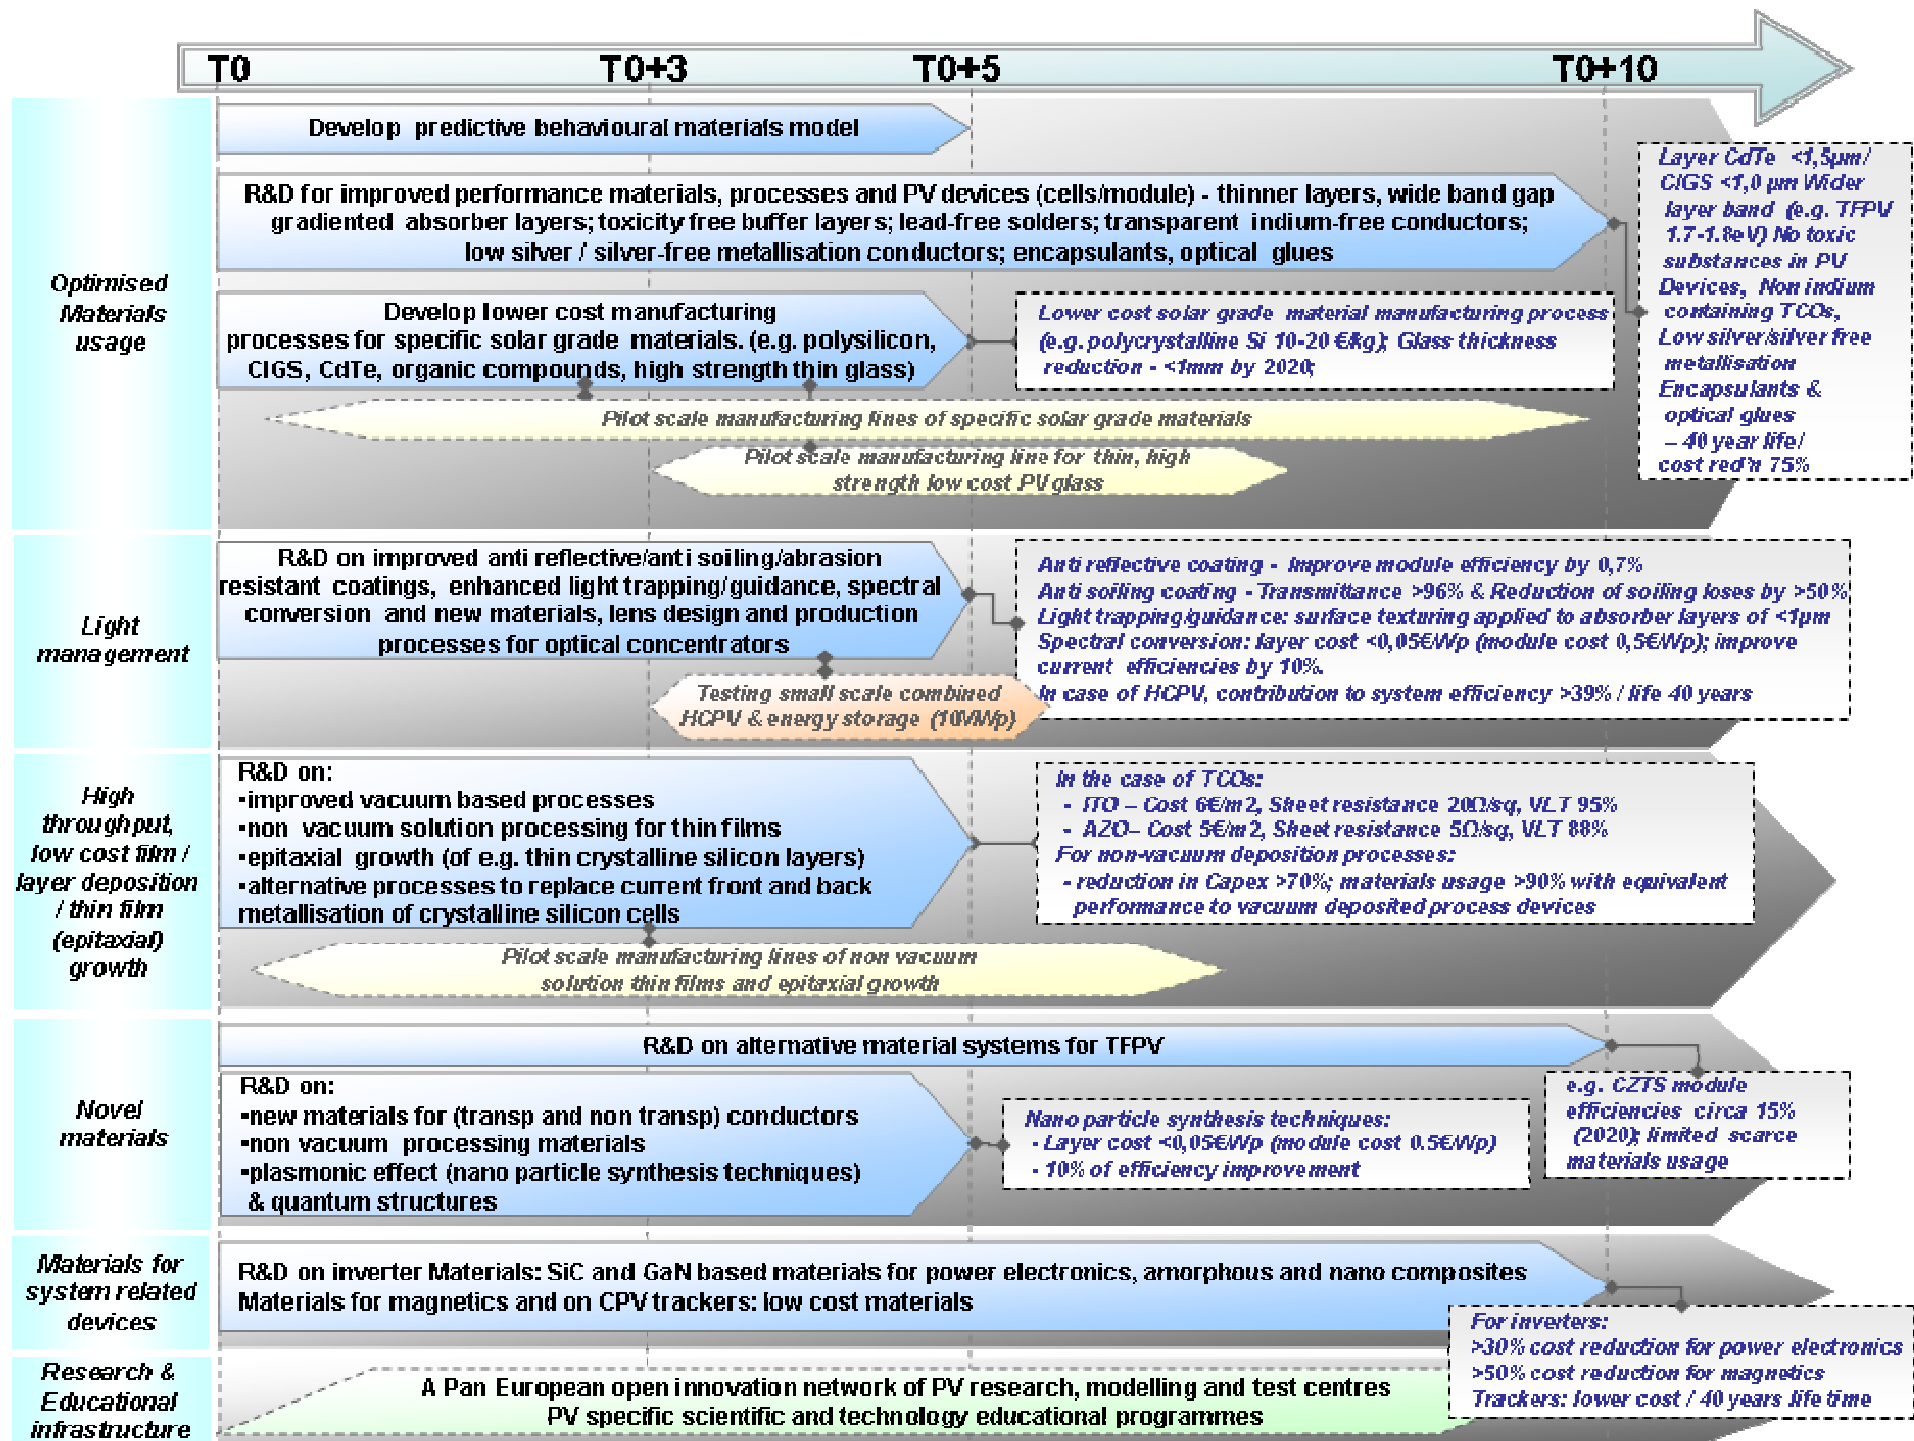 T0 T0+3 T0+5 T0+10
Optimised
Materials
usage
Develop predictive behavioural materials model
R&D for improved performance materials, processes and PV devices (cells/module) - thinner layers, wide band gap
gradiented absorber layers; toxicity free buffer layers; lead-free solders; transparent indium-free conductors;
low silver / silver-free metallisation conductors; encapsulants, optical glues
Layer CdTe <1,5µm/
CIGS <1,0 µm Wider
layer band (e.g. TFPV
1.7-1.8eV) No toxic
substances in PV
Devices, Non indium
containing TCOs,
Low silver/silver free
metallisation
Encapsulants &
optical glues
– 40 year life/
cost red'n 75%
Develop lower cost manufacturing
processes for specific solar grade materials. (e.g. polysilicon,
CIGS, CdTe, organic compounds, high strength thin glass)
Lower cost solar grade material manufacturing process
(e.g. polycrystalline Si 10-20 €/kg); Glass thickness
reduction - <1mm by 2020;
Pilot scale manufacturing lines of specific solar grade materials
Pilot scale manufacturing line for thin, high
strength low cost PV glass
Light
management
R&D on improved anti reflective/anti soiling/abrasion
resistant coatings, enhanced light trapping/guidance, spectral
conversion and new materials, lens design and production
processes for optical concentrators
Anti reflective coating - Improve module efficiency by 0,7%
Anti soiling coating - Transmittance >96% & Reduction of soiling loses by >50%
Light trapping/guidance: surface texturing applied to absorber layers of <1µm
Spectral conversion: layer cost <0,05€/Wp (module cost 0,5€/Wp); improve
current efficiencies by 10%.
In case of HCPV, contribution to system efficiency >39% / life 40 years
Testing small scale combined
HCPV & energy storage (10MWp)
High
throughput,
low cost film /
layer deposition
/ thin film
(epitaxial)
growth
R&D on:
▪improved vacuum based processes
▪non vacuum solution processing for thin films
▪epitaxial growth (of e.g. thin crystalline silicon layers)
▪alternative processes to replace current front and back
metallisation of crystalline silicon cells
In the case of TCOs:
- ITO – Cost 6€/m2, Sheet resistance 20Ω/sq, VLT 95%
- AZO– Cost 5€/m2, Sheet resistance 5Ω/sq, VLT 88%
For non-vacuum deposition processes:
- reduction in Capex >70%; materials usage >90% with equivalent
performance to vacuum deposited process devices
Pilot scale manufacturing lines of non vacuum
solution thin films and epitaxial growth
Novel
materials
R&D on alternative material systems for TFPV
R&D on:
▪new materials for (transp and non transp) conductors
▪non vacuum processing materials
▪plasmonic effect (nano particle synthesis techniques)
& quantum structures
Nano particle synthesis techniques:
- Layer cost <0,05€/Wp (module cost 0.5€/Wp)
- 10% of efficiency improvement
e.g. CZTS module
efficiencies circa 15%
(2020); limited scarce
materials usage
Materials for
system related
devices
R&D on inverter Materials: SiC and GaN based materials for power electronics, amorphous and nano composites
Materials for magnetics and on CPV trackers: low cost materials
For inverters:
>30% cost reduction for power electronics
>50% cost reduction for magnetics
Trackers: lower cost / 40 years life time
Research &
Educational
infrastructure
A Pan European open innovation network of PV research, modelling and test centres
PV specific scientific and technology educational programmes